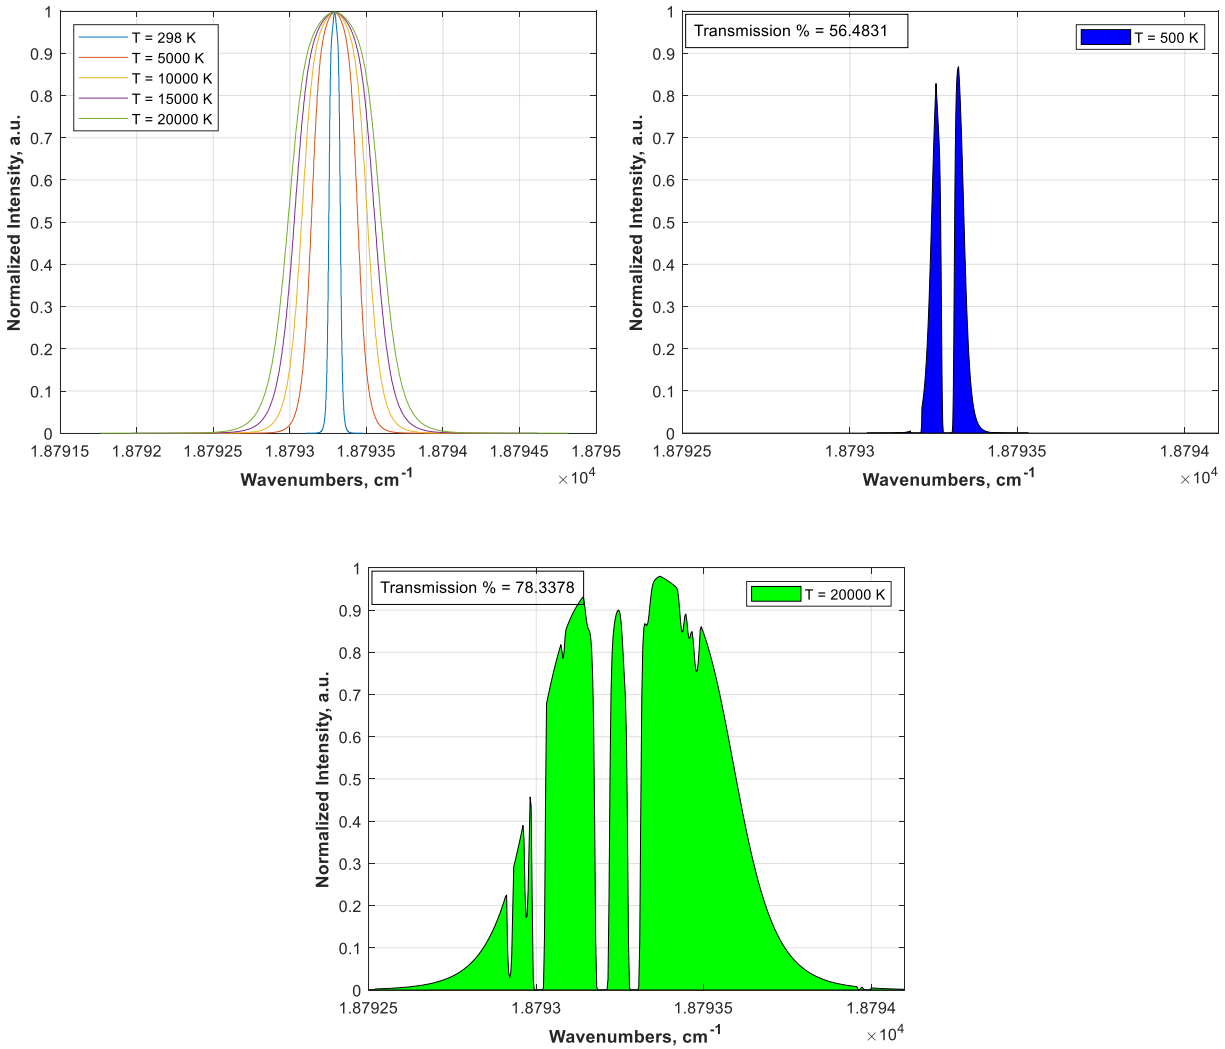 1
0.9
0.8
0.7
0.6
0.5
0.4
0.3
0.2
0.1
0
Normalized Intensity, a.u.
T = 298 K
T = 5000 K
T = 10000 K
T = 15000 K
T = 20000 K
1.87915 1.8792 1.87925 1.8793 1.87935 1.8794 1.87945 1.8795
Wavenumbers, cm-1
×10^4
1
0.9
0.8
0.7
0.6
0.5
0.4
0.3
0.2
0.1
0
Normalized Intensity, a.u.
Transmission % = 56.4831
T = 500 K
1.87925 1.8793 1.87935 1.8794
Wavenumbers, cm-1
×10^4
1
0.9
0.8
0.7
0.6
0.5
0.4
0.3
0.2
0.1
0
Normalized Intensity, a.u.
Transmission % = 78.3378
T = 20000 K
1.87925 1.8793 1.87935 1.8794
Wavenumbers, cm-1
×10^4